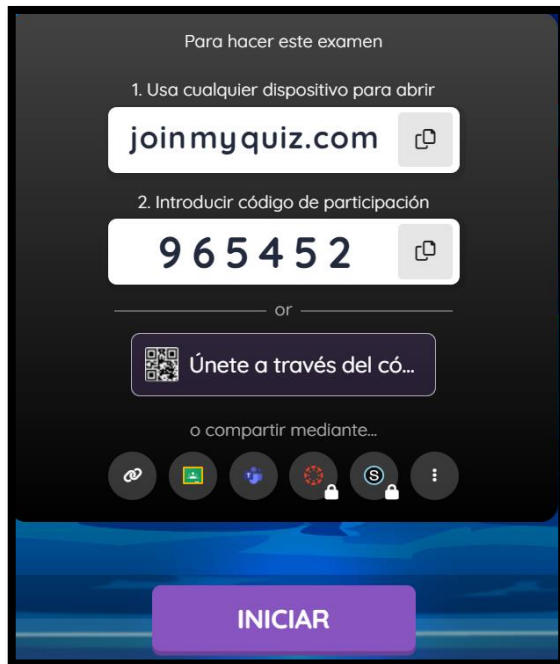 Para hacer este examen
1. Usa cualquier dispositivo para abrir
joinmyquiz.com
2. Introducir código de participación
965452
or
Únete a través del có...
o compartir mediante...
S
INICIAR